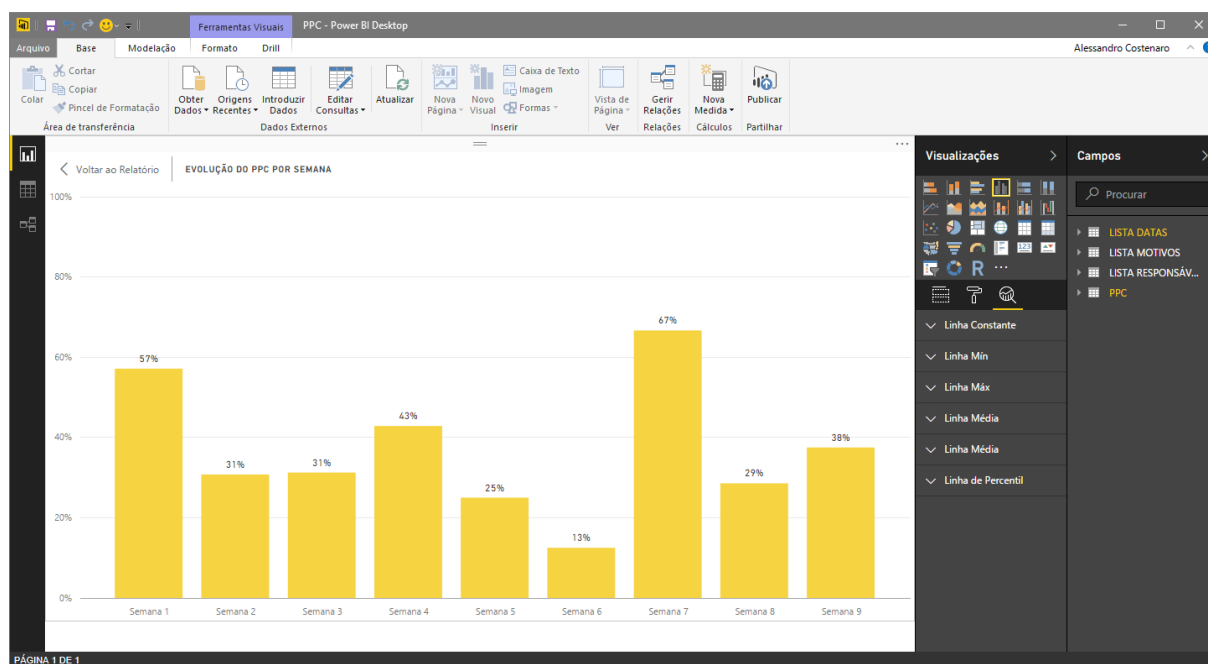 Ferramentas Visuais PPC - Power BI Desktop
Arquivo Base Modelação Formato Drill Alessandro Costenaro
Colar
Cortar
Copiar
Pincel de Formatação
Área de transferência
Obter Dados
Origens Recentes
Introduzir Dados
Editar Consultas
Atualizar
Dados Externos
Nova Página
Novo Visual
Caixa de Texto
Imagem
Formas
Inserir
Vista de Página
Ver
Gerir Relações
Relações
Nova Medida
Cálculos
Publicar
Partilhar
Voltar ao Relatório EVOLUÇÃO DO PPC POR SEMANA
100%
80%
60%
40%
20%
0%
57%
31%
31%
43%
25%
13%
67%
29%
38%
Semana 1 Semana 2 Semana 3 Semana 4 Semana 5 Semana 6 Semana 7 Semana 8 Semana 9
Visualizações
R
123
Linha Constante
Linha Mín
Linha Máx
Linha Média
Linha Média
Linha de Percentil
Campos
Procurar
LISTA DATAS
LISTA MOTIVOS
LISTA RESPONSÁV...
PPC
PÁGINA 1 DE 1